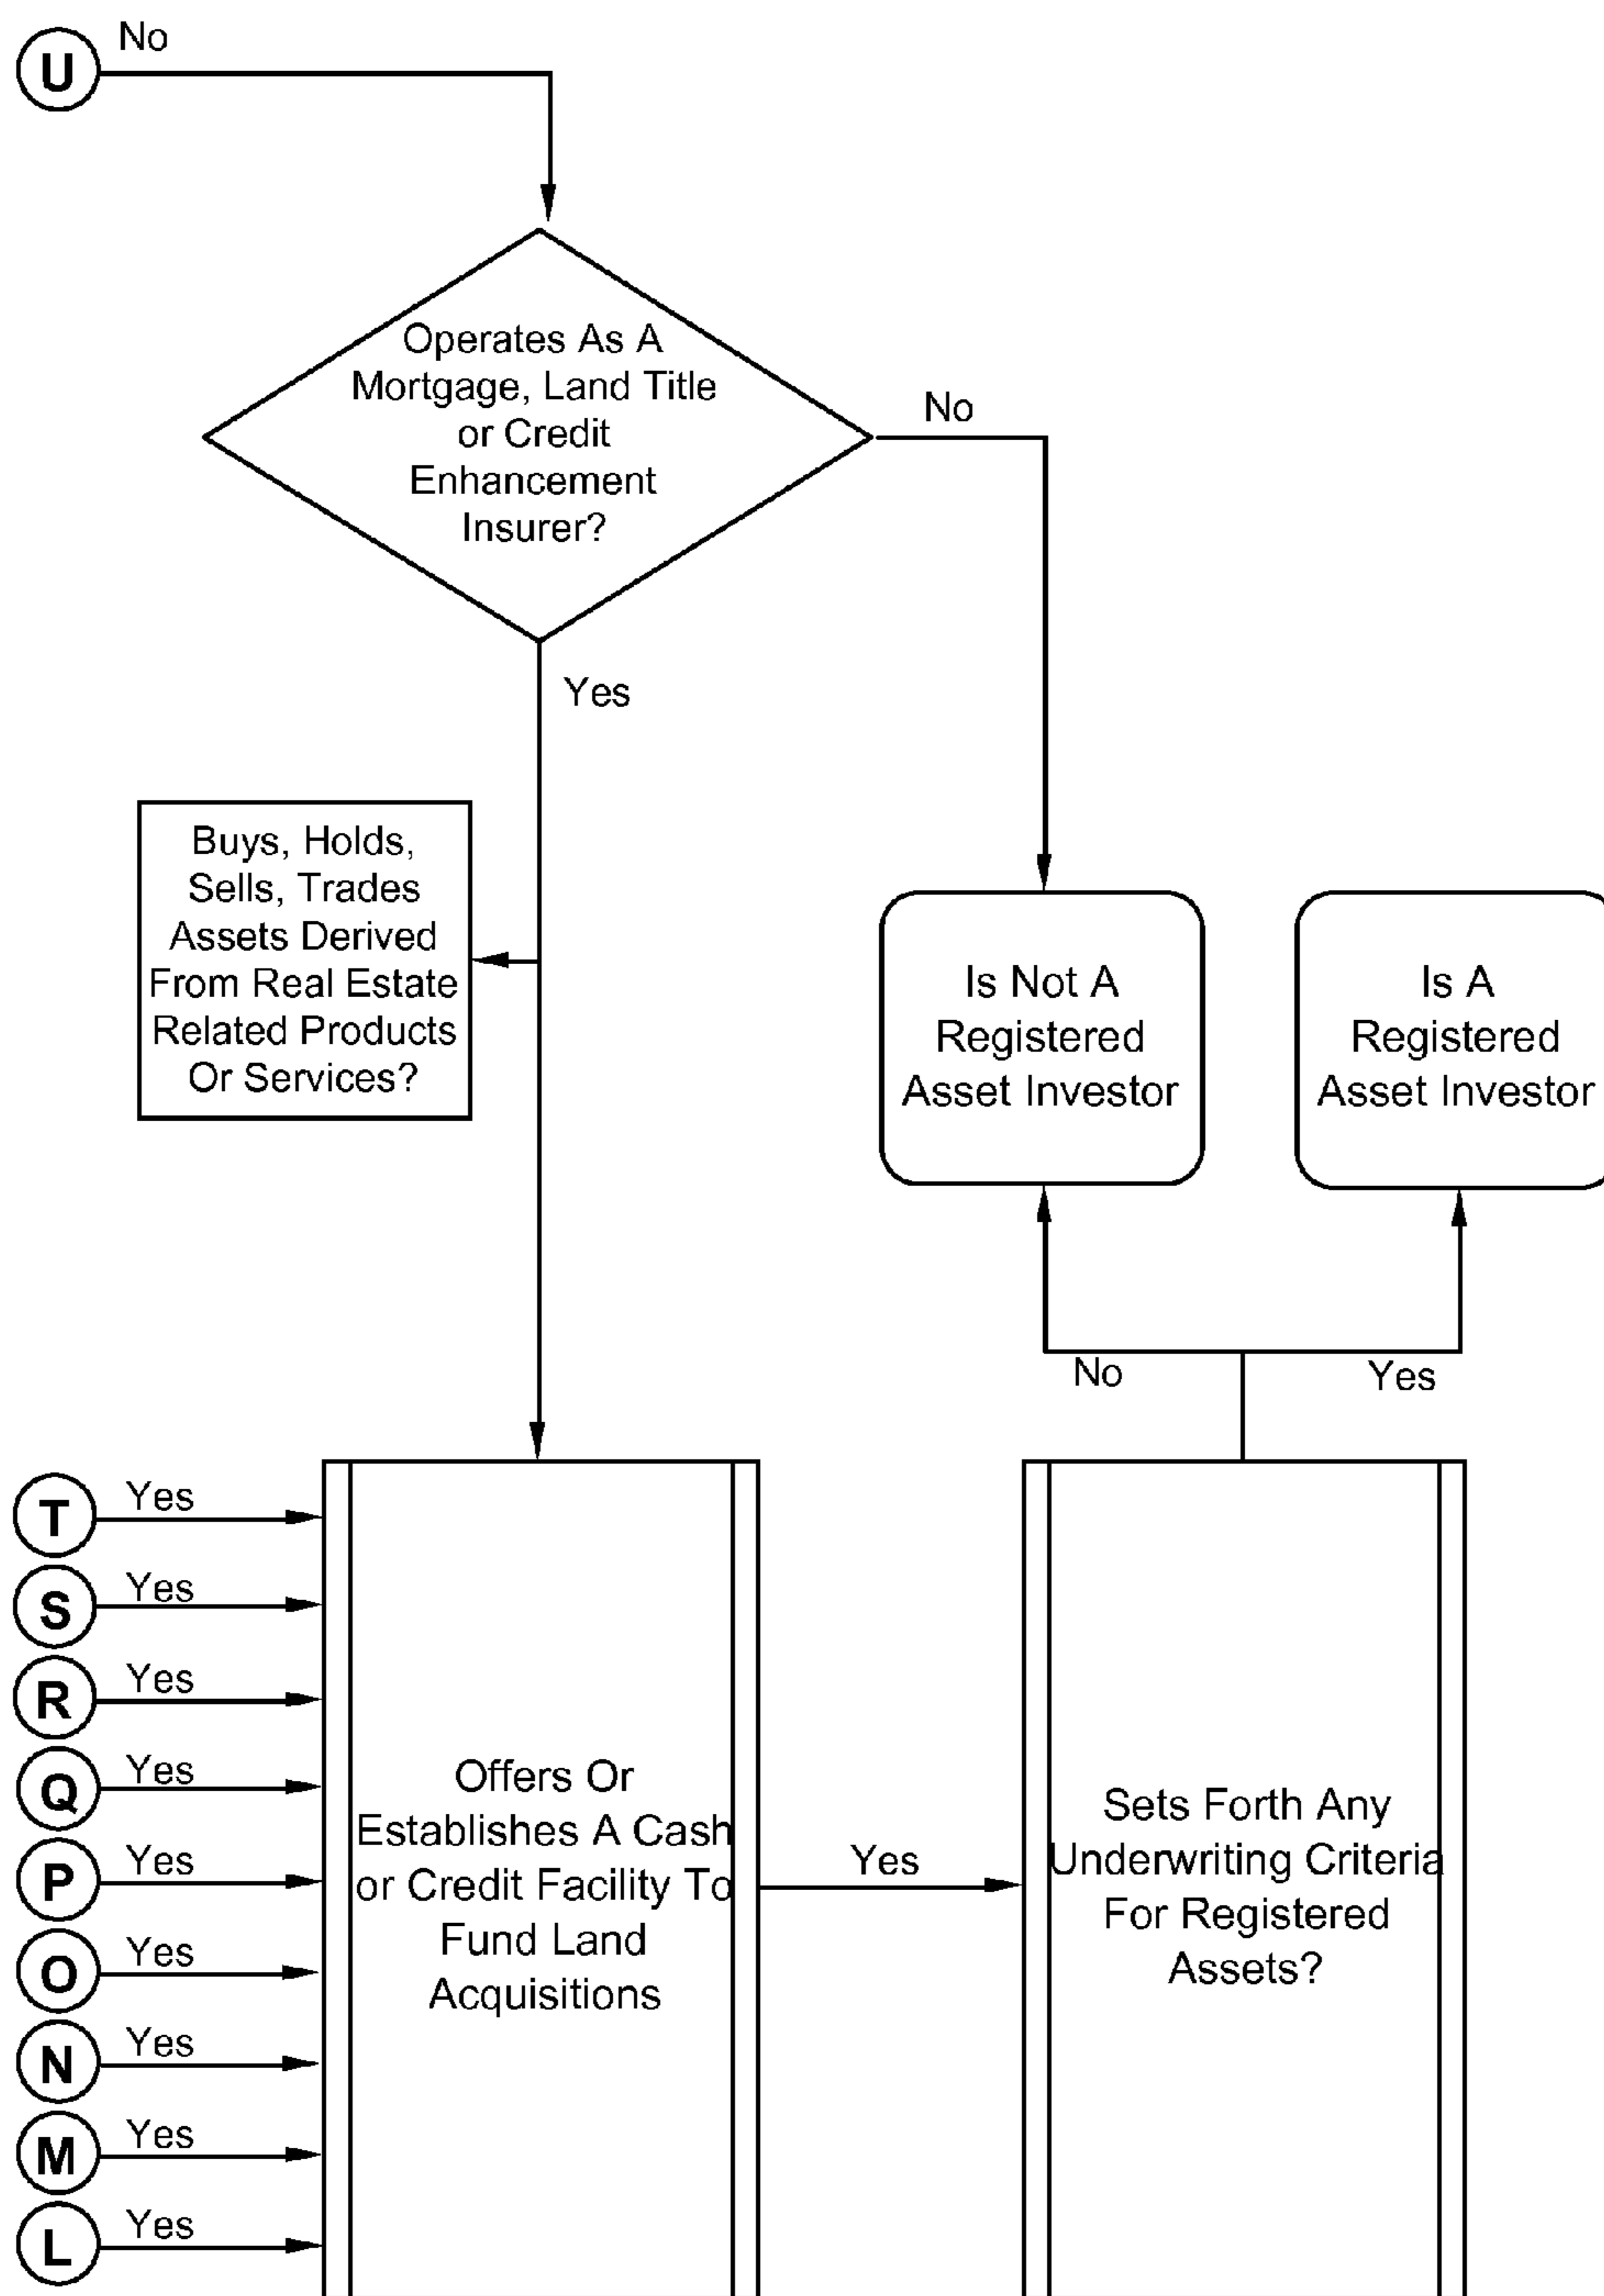 U
No
Operates As A
Mortgage, Land Title
or Credit
Enhancement
Insurer?
No
Yes
Buys, Holds,
Sells, Trades
Assets Derived
From Real Estate
Related Products
Or Services?
Is Not A
Registered
Asset Investor
Is A
Registered
Asset Investor
No
Yes
T
Yes
S
Yes
R
Yes
Q
Yes
P
Yes
O
Yes
N
Yes
M
Yes
L
Yes
Offers Or
Establishes A Cash
or Credit Facility To
Fund Land
Acquisitions
Yes
Sets Forth Any
Underwriting Criteria
For Registered
Assets?